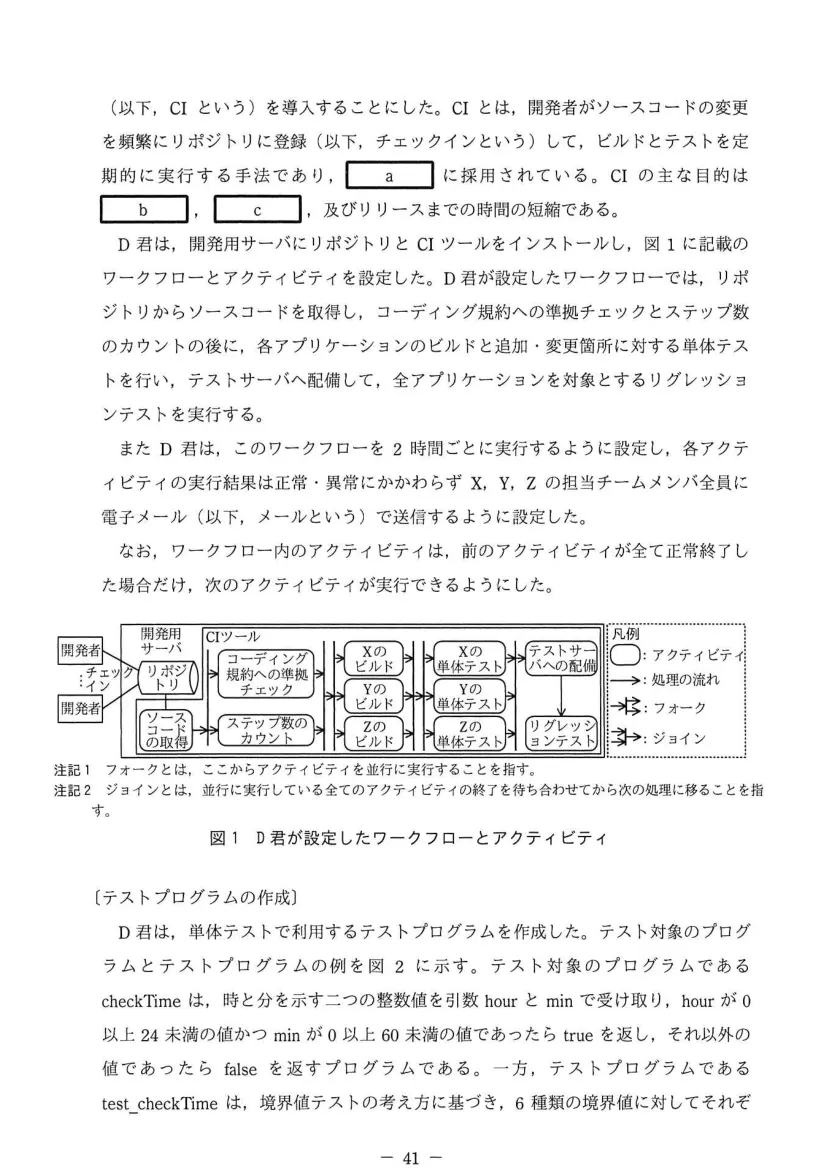 （以下，CI という）を導入することにした。CI とは，開発者がソースコードの変更
を頻繁にリポジトリに登録（以下，チェックインという）して，ビルドとテストを定
期的に実行する手法であり， a に採用されている。CI の主な目的は
b ， c ，及びリリースまでの時間の短縮である。
D 君は，開発用サーバにリポジトリと CI ツールをインストールし，図 1 に記載の
ワークフローとアクティビティを設定した。D 君が設定したワークフローでは，リポ
ジトリからソースコードを取得し，コーディング規約への準拠チェックとステップ数
のカウントの後に，各アプリケーションのビルドと追加・変更箇所に対する単体テス
トを行い，テストサーバへ配備して，全アプリケーションを対象とするリグレッショ
ンテストを実行する。
また D 君は，このワークフローを 2 時間ごとに実行するように設定し，各アクテ
ィビティの実行結果は正常・異常にかかわらず X，Y，Z の担当チームメンバ全員に
電子メール（以下，メールという）で送信するように設定した。
なお，ワークフロー内のアクティビティは，前のアクティビティが全て正常終了し
た場合だけ，次のアクティビティが実行できるようにした。
開発者
：チェック
イン
開発者
開発用
サーバ
リポジ
トリ
ソース
コード
の取得
CIツール
コーディング
規約への準拠
チェック
ステップ数の
カウント
Xの
ビルド
Yの
ビルド
Zの
ビルド
Xの
単体テスト
Yの
単体テスト
Zの
単体テスト
テストサー
バへの配備
リグレッシ
ョンテスト
凡例
：アクティビティ
：処理の流れ
：フォーク
：ジョイン
注記1 フォークとは，ここからアクティビティを並行に実行することを指す。
注記2 ジョインとは，並行に実行している全てのアクティビティの終了を待ち合わせてから次の処理に移ることを指
す。
図 1 D 君が設定したワークフローとアクティビティ
〔テストプログラムの作成〕
D 君は，単体テストで利用するテストプログラムを作成した。テスト対象のプログ
ラムとテストプログラムの例を図 2 に示す。テスト対象のプログラムである
checkTime は，時と分を示す二つの整数値を引数 hour と min で受け取り，hour が 0
以上 24 未満の値かつ min が 0 以上 60 未満の値であったら true を返し，それ以外の
値であったら false を返すプログラムである。一方，テストプログラムである
test_checkTime は，境界値テストの考え方に基づき，6 種類の境界値に対してそれぞ
－ 41 －